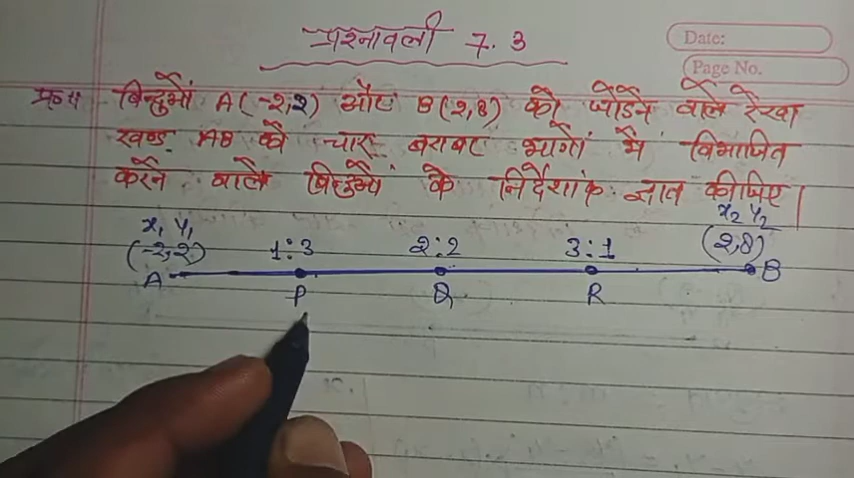 प्रश्नावली 7.3
Date:
Page No.
बिन्दुओं A(-2,2) और B(2,8) को जोडने वाले रेखा
खण्ड AB को चार बराबर भागों में विभाजित
करने वाले बिन्दुओं के निर्देशांक ज्ञात कीजिए।
x₁ y₁ x₂ y₂
(-2,2) 1:3 2:2 3:1 (2,8)
A B
P Q R